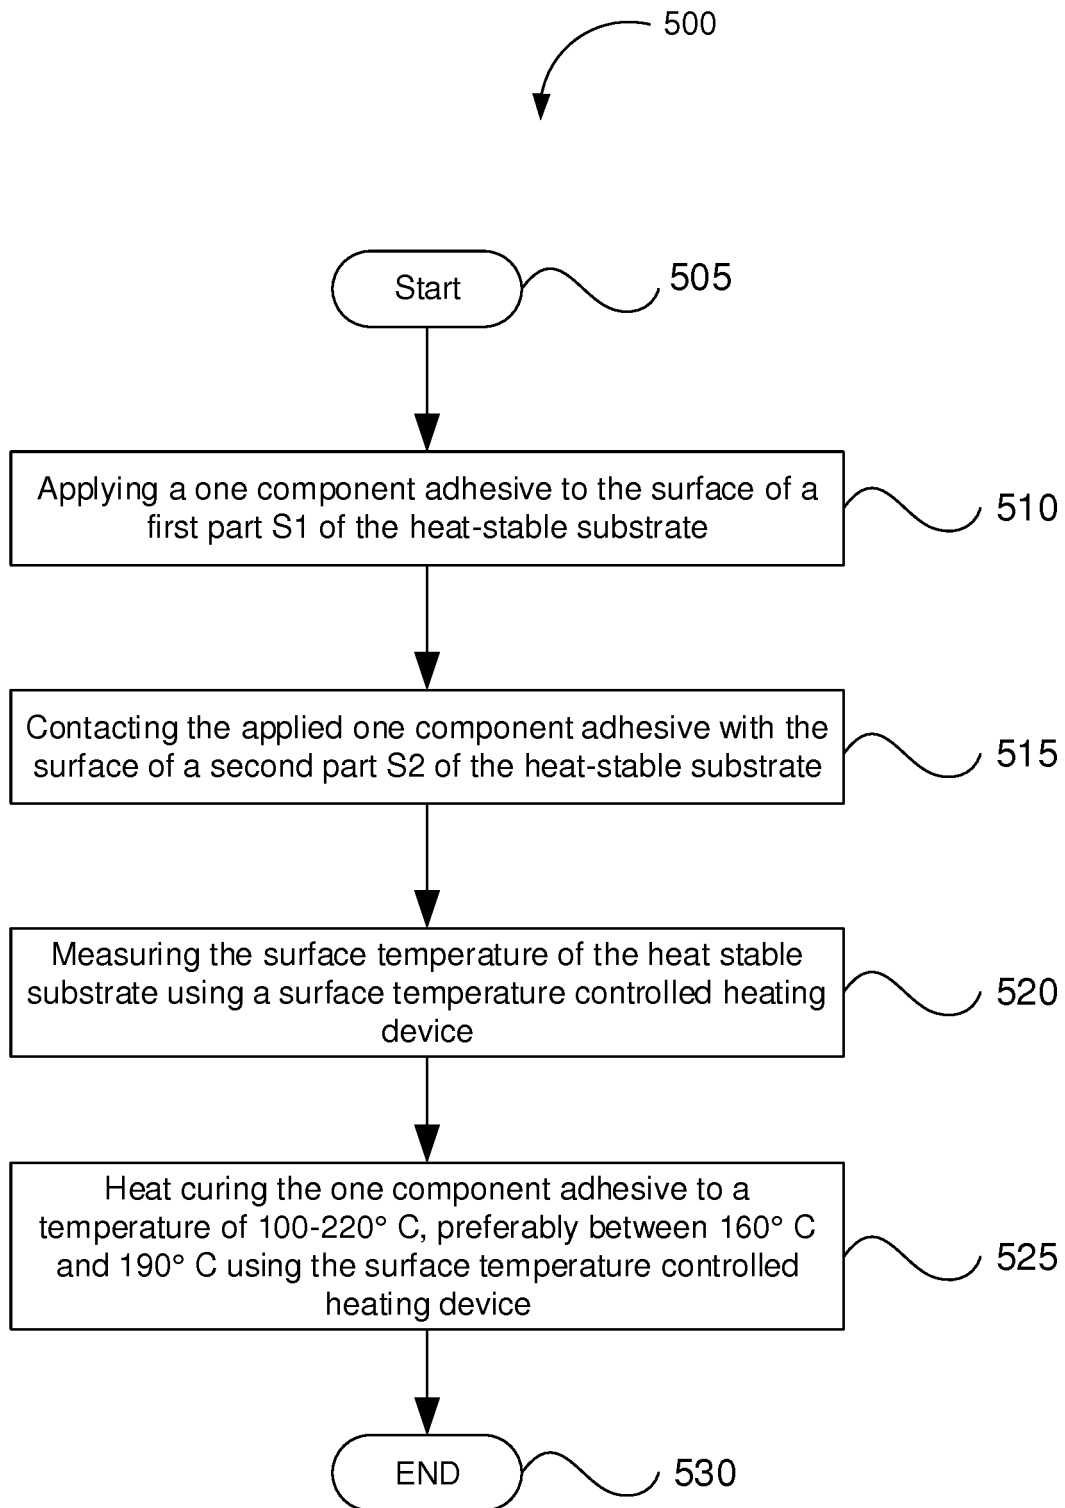 500
Start
505
Applying a one component adhesive to the surface of a
first part S1 of the heat-stable substrate
510
Contacting the applied one component adhesive with the
surface of a second part S2 of the heat-stable substrate
515
Measuring the surface temperature of the heat stable
substrate using a surface temperature controlled heating
device
520
Heat curing the one component adhesive to a
temperature of 100-220° C, preferably between 160° C
and 190° C using the surface temperature controlled
heating device
525
END
530